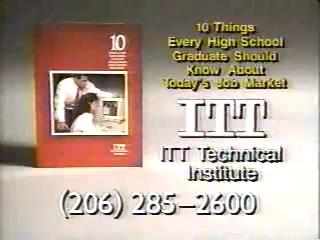 10 Things
Every High School
Graduate Should
Know About
Today's Job Market
10
ITT
ITT Technical
Institute
(206) 285-2600